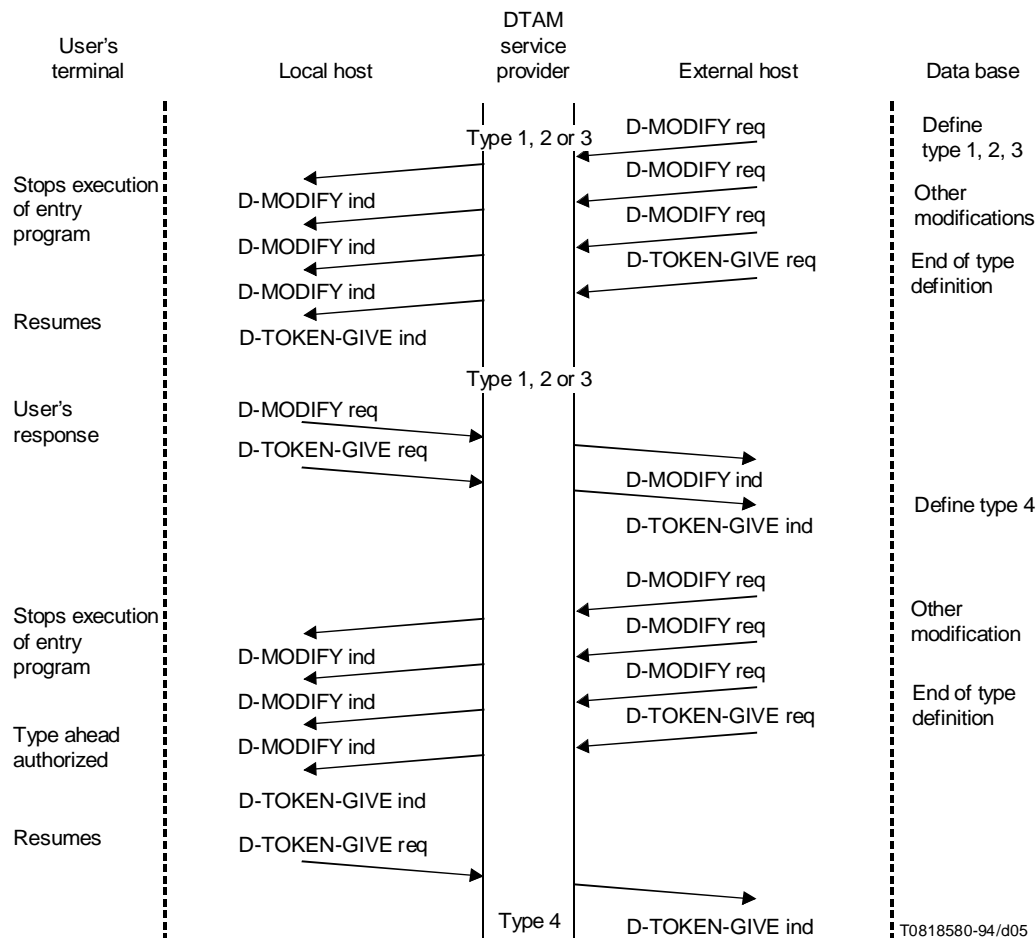 User's
terminal
Local host
DTAM
service
provider
External host
Data base
Type 1, 2 or 3
D-MODIFY req
Define
type 1, 2, 3
Stops execution
of entry
program
D-MODIFY ind
D-MODIFY req
Other
modifications
D-MODIFY ind
D-MODIFY req
D-MODIFY ind
D-TOKEN-GIVE req
End of type
definition
Resumes
D-TOKEN-GIVE ind
Type 1, 2 or 3
User's
response
D-MODIFY req
D-TOKEN-GIVE req
D-MODIFY ind
D-TOKEN-GIVE ind
Define type 4
D-MODIFY req
Stops execution
of entry
program
D-MODIFY ind
D-MODIFY req
Other
modification
D-MODIFY ind
D-MODIFY req
End of type
definition
Type ahead
authorized
D-MODIFY ind
D-TOKEN-GIVE req
D-TOKEN-GIVE ind
Resumes
D-TOKEN-GIVE req
Type 4
D-TOKEN-GIVE ind
T0818580-94/d05